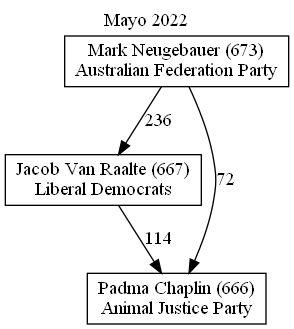 Mayo 2022
Mark Neugebauer (673)
Australian Federation Party
236
Jacob Van Raalte (667)
Liberal Democrats
72
114
Padma Chaplin (666)
Animal Justice Party